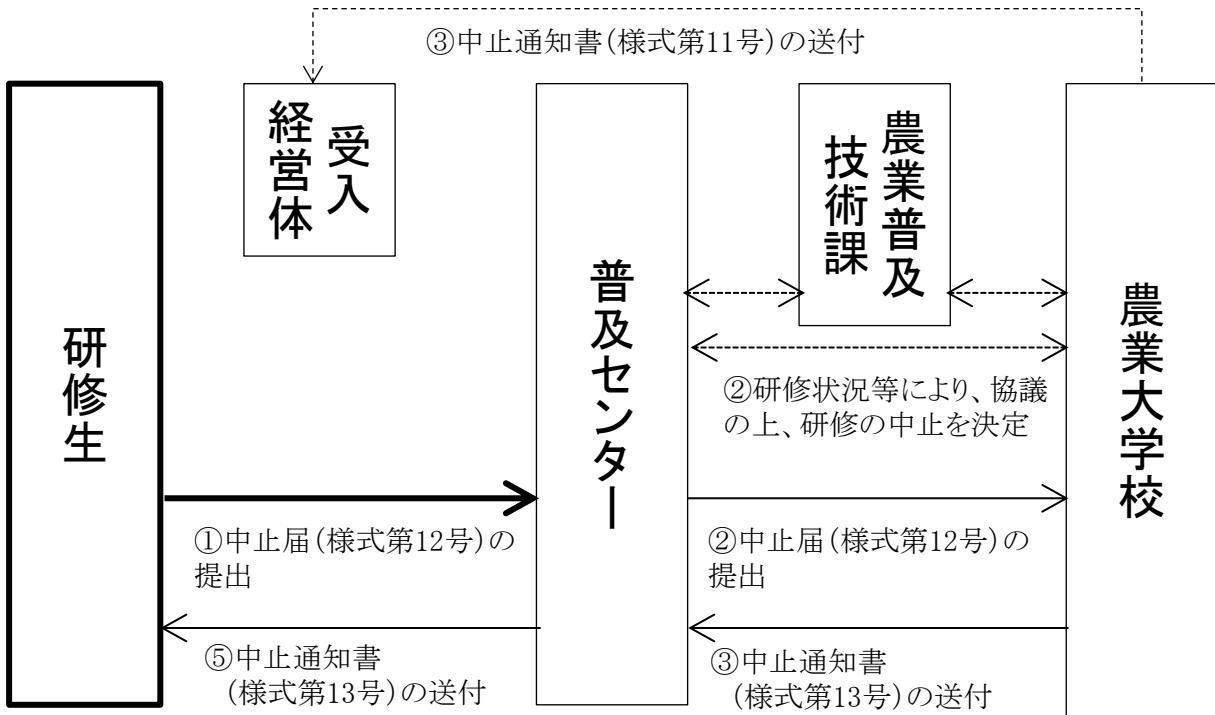 ③中止通知書(様式第11号)の送付
研修生
受入
経営体
普及センター
農業普及
技術課
農業大学校
②研修状況等により、協議
の上、研修の中止を決定
①中止届(様式第12号)の
提出
②中止届(様式第12号)の
提出
⑤中止通知書
(様式第13号)の送付
③中止通知書
(様式第13号)の送付